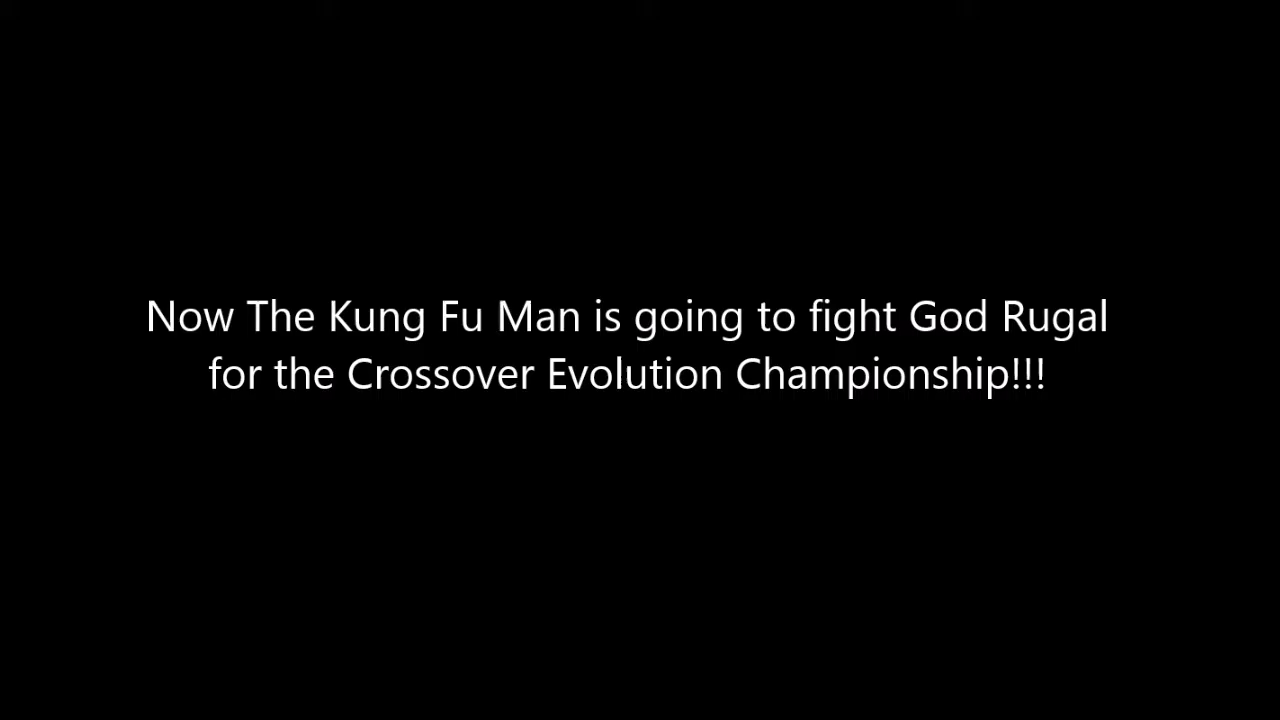 Now The Kung Fu Man is going to fight God Rugal
for the Crossover Evolution Championship!!!